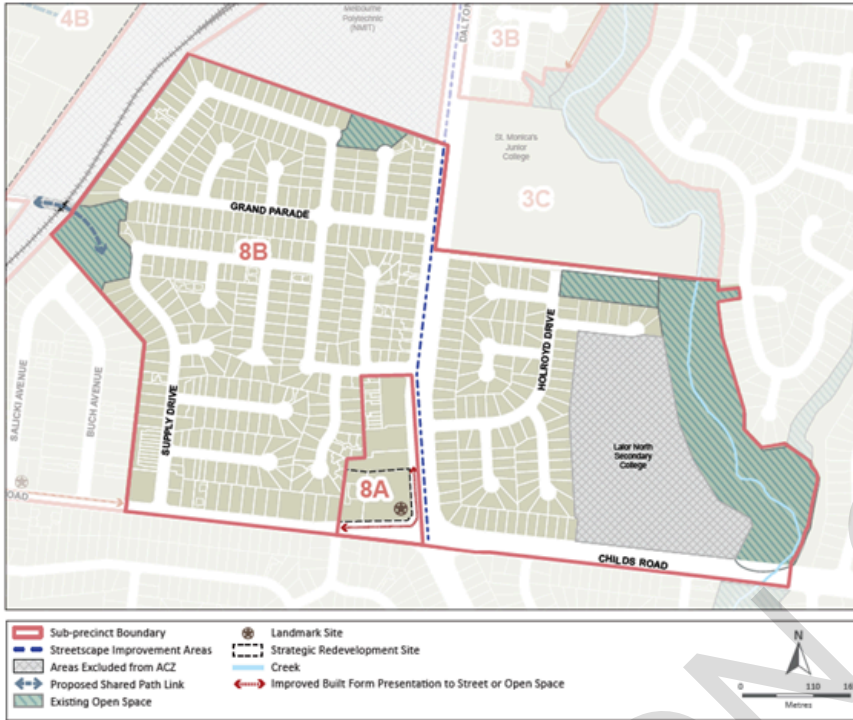 4B
Melbourne
Polytechnic
(NMIT)
DALTON
3B
St. Monica's
Junior
College
3C
GRAND PARADE
8B
HOLROYD DRIVE
SALICKI AVENUE
BUCH AVENUE
SUPPLY DRIVE
Lalor North
Secondary
College
8A
OAD
CHILDS ROAD
Sub-precinct Boundary
Streetscape Improvement Areas
Areas Excluded from ACZ
Proposed Shared Path Link
Existing Open Space
Landmark Site
Strategic Redevelopment Site
Creek
Improved Built Form Presentation to Street or Open Space
N
0 110
Metres